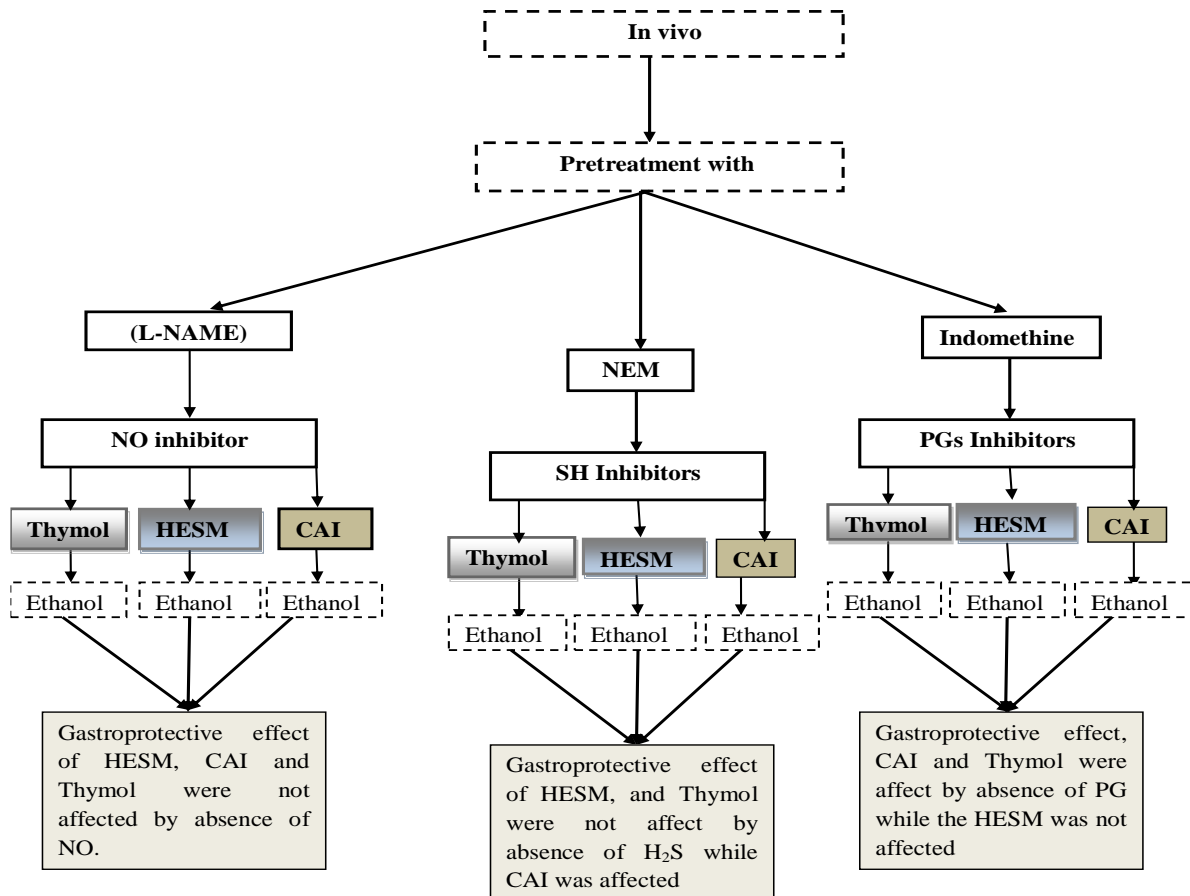 In vivo
Pretreatment with
(L-NAME)
NO inhibitor
Thymol
HESM
CAI
Ethanol
Ethanol
Ethanol
Gastroprotective effect
of HESM, CAI and
Thymol were not
affected by absence of
NO.
NEM
SH Inhibitors
Thymol
HESM
CAI
Ethanol
Ethanol
Ethanol
Gastroprotective effect
of HESM, and Thymol
were not affect by
absence of H₂S while
CAI was affected
Indomethine
PGs Inhibitors
Thymol
HESM
CAI
Ethanol
Ethanol
Ethanol
Gastroprotective effect,
CAI and Thymol were
affect by absence of PG
while the HESM was not
affected